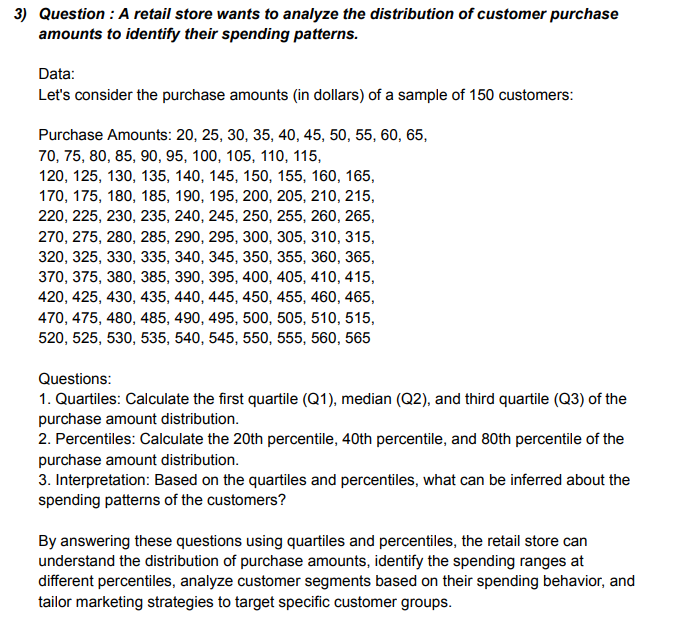 3) Question : A retail store wants to analyze the distribution of customer purchase
amounts to identify their spending patterns.
Data:
Let's consider the purchase amounts (in dollars) of a sample of 150 customers:
Purchase Amounts: 20, 25, 30, 35, 40, 45, 50, 55, 60, 65,
70, 75, 80, 85, 90, 95, 100, 105, 110, 115,
120, 125, 130, 135, 140, 145, 150, 155, 160, 165,
170, 175, 180, 185, 190, 195, 200, 205, 210, 215,
220, 225, 230, 235, 240, 245, 250, 255, 260, 265,
270, 275, 280, 285, 290, 295, 300, 305, 310, 315,
320, 325, 330, 335, 340, 345, 350, 355, 360, 365,
370, 375, 380, 385, 390, 395, 400, 405, 410, 415,
420, 425, 430, 435, 440, 445, 450, 455, 460, 465,
470, 475, 480, 485, 490, 495, 500, 505, 510, 515,
520, 525, 530, 535, 540, 545, 550, 555, 560, 565
Questions:
1. Quartiles: Calculate the first quartile (Q1), median (Q2), and third quartile (Q3) of the
purchase amount distribution.
2. Percentiles: Calculate the 20th percentile, 40th percentile, and 80th percentile of the
purchase amount distribution.
3. Interpretation: Based on the quartiles and percentiles, what can be inferred about the
spending patterns of the customers?
By answering these questions using quartiles and percentiles, the retail store can
understand the distribution of purchase amounts, identify the spending ranges at
different percentiles, analyze customer segments based on their spending behavior, and
tailor marketing strategies to target specific customer groups.